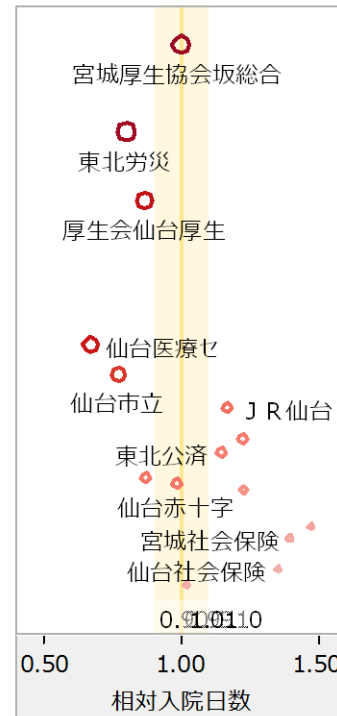 宮城厚生協会坂総合
東北労災
厚生会仙台厚生
仙台医療セ
仙台市立
ＪＲ仙台
東北公済
仙台赤十字
宮城社会保険
仙台社会保険
0.50 1.00 1.50
相対入院日数